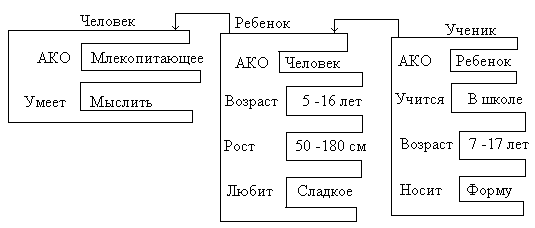 Человек
АКО Млекопитающее
Умеет Мыслить
Ребенок
АКО Человек
Возраст 5 -16 лет
Рост 50 -180 см
Любит Сладкое
Ученик
АКО Ребенок
Учится В школе
Возраст 7 -17 лет
Носит Форму